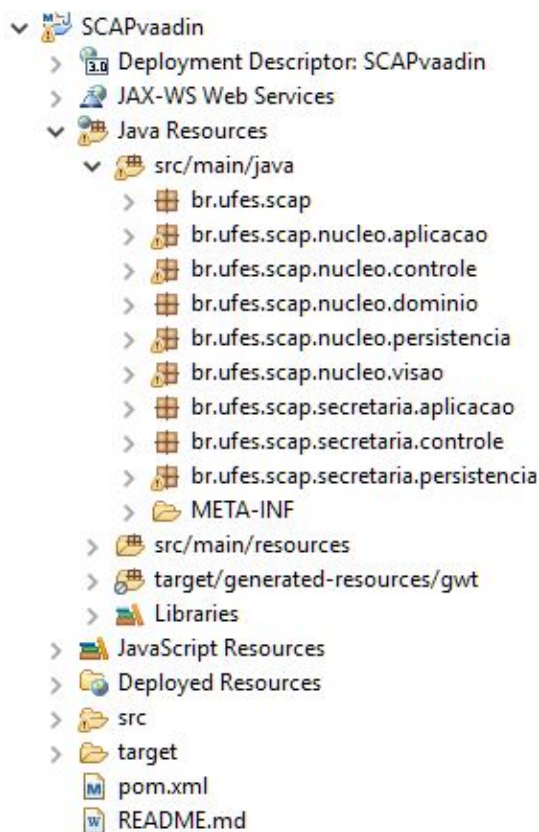 SCAPvaadin
Deployment Descriptor: SCAPvaadin
JAX-WS Web Services
Java Resources
src/main/java
br.ufes.scap
br.ufes.scap.nucleo.aplicacao
br.ufes.scap.nucleo.controle
br.ufes.scap.nucleo.dominio
br.ufes.scap.nucleo.persistencia
br.ufes.scap.nucleo.visao
br.ufes.scap.secretaria.aplicacao
br.ufes.scap.secretaria.controle
br.ufes.scap.secretaria.persistencia
META-INF
src/main/resources
target/generated-resources/gwt
Libraries
JavaScript Resources
Deployed Resources
src
target
pom.xml
README.md